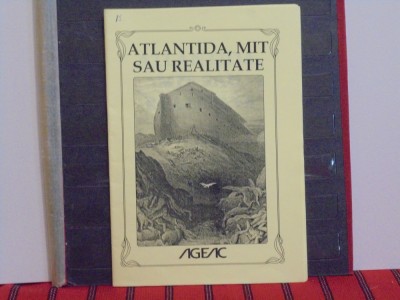 ATLANTIDA, MIT
SAU REALITATE
AGEAC